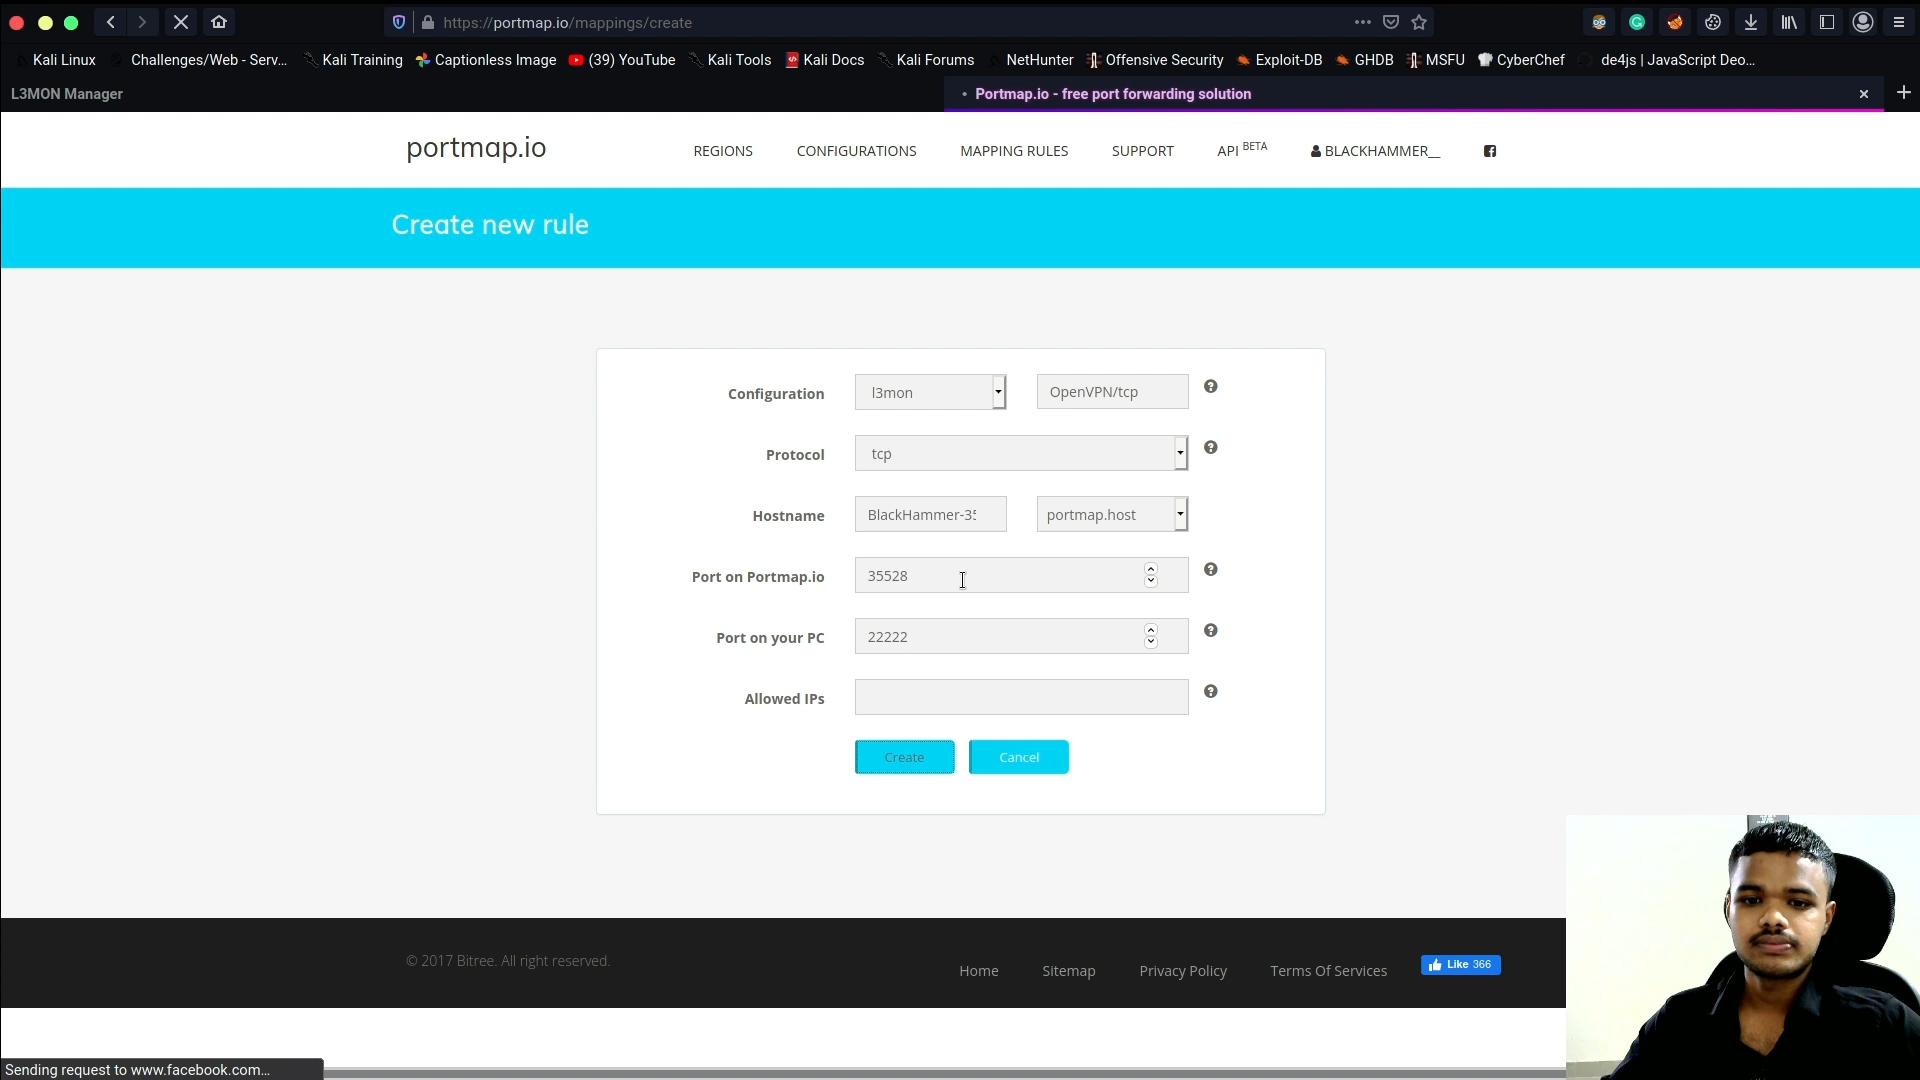 https://portmap.io/mappings/create
Kali Linux Challenges/Web - Serv... Kali Training Captionless Image (39) YouTube Kali Tools Kali Docs Kali Forums NetHunter Offensive Security Exploit-DB GHDB MSFU CyberChef de4js | JavaScript Deo...
L3MON Manager
Portmap.io - free port forwarding solution
portmap.io
REGIONS CONFIGURATIONS MAPPING RULES SUPPORT API BETA BLACKHAMMER__
Create new rule
Configuration l3mon OpenVPN/tcp
Protocol tcp
Hostname BlackHammer-35 portmap.host
Port on Portmap.io 35528
Port on your PC 22222
Allowed IPs
Create Cancel
© 2017 Bitree. All right reserved.
Home Sitemap Privacy Policy Terms Of Services Like 366
Sending request to www.facebook.com...